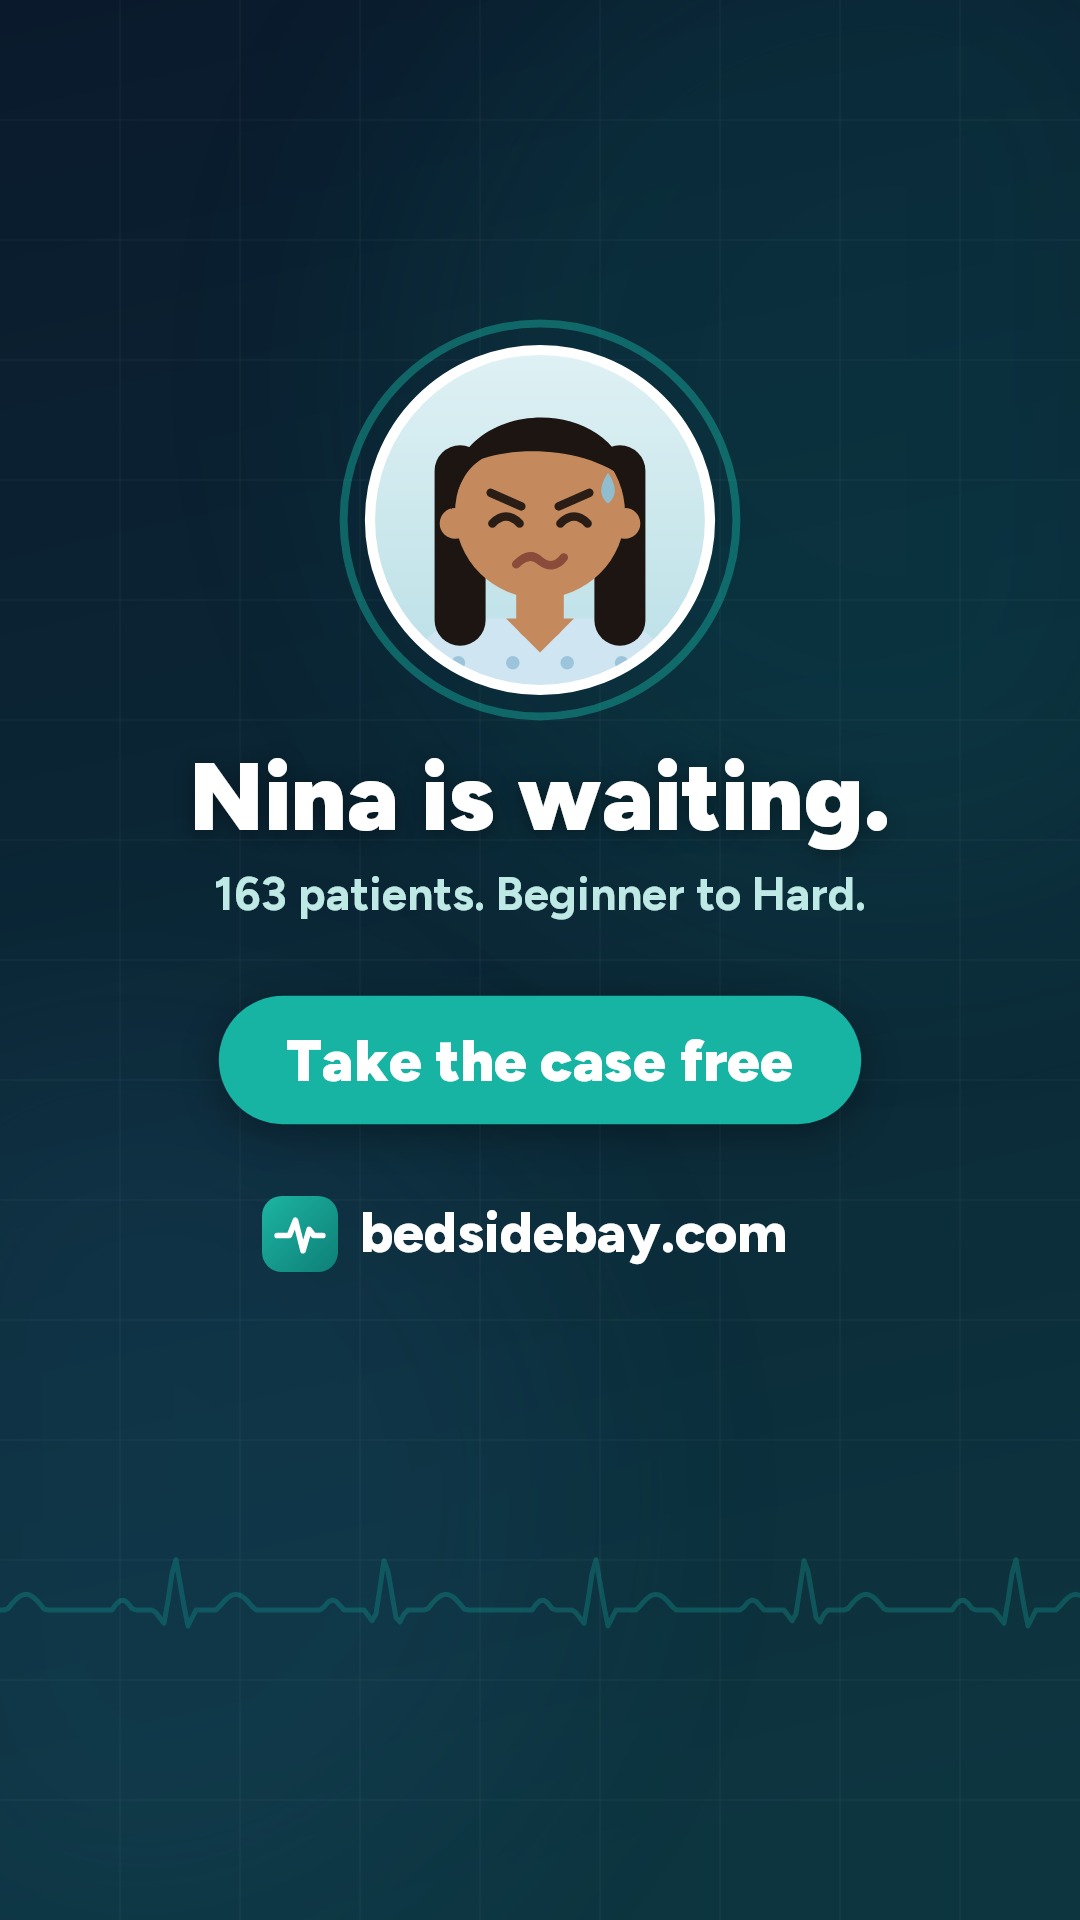 Nina is waiting.
163 patients. Beginner to Hard.
Take the case free
bedsidebay.com